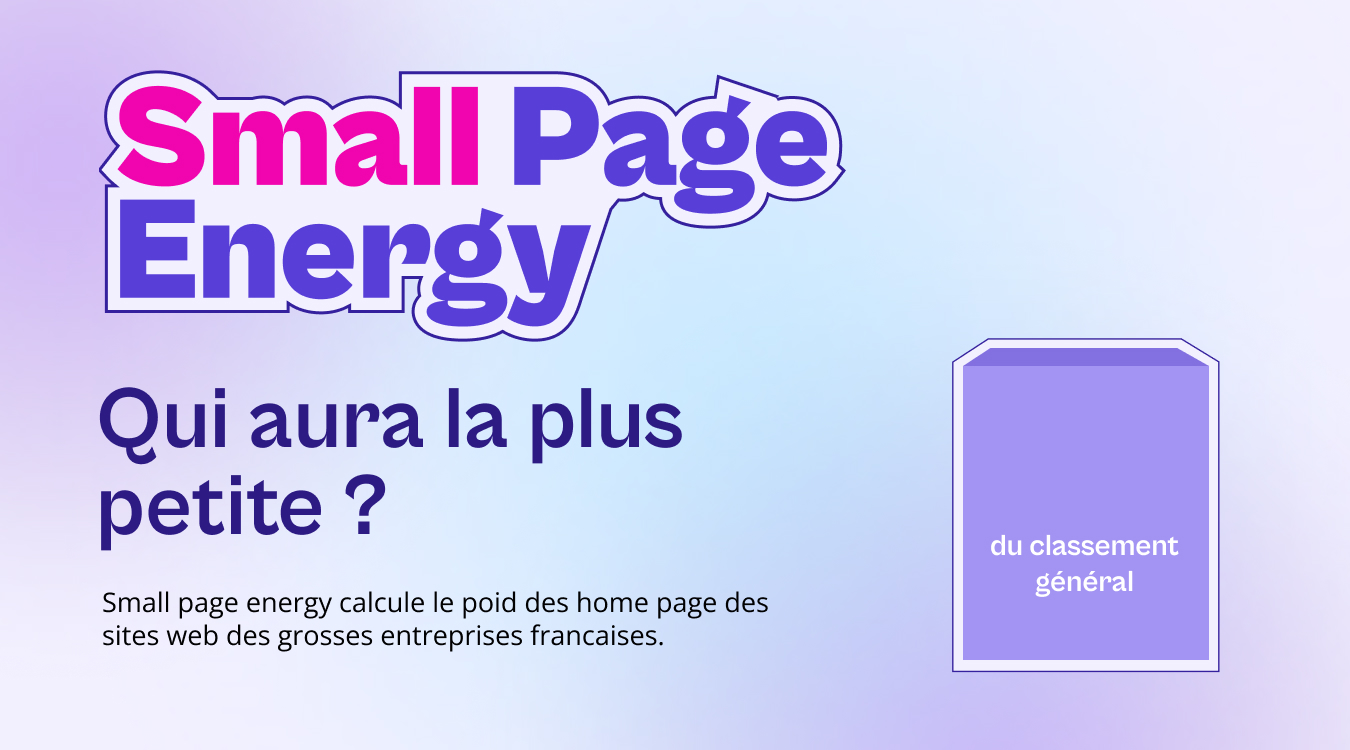 Small Page
Energy
Qui aura la plus
petite ?
Small page energy calcule le poid des home page des
sites web des grosses entreprises francaises.
du classement
général